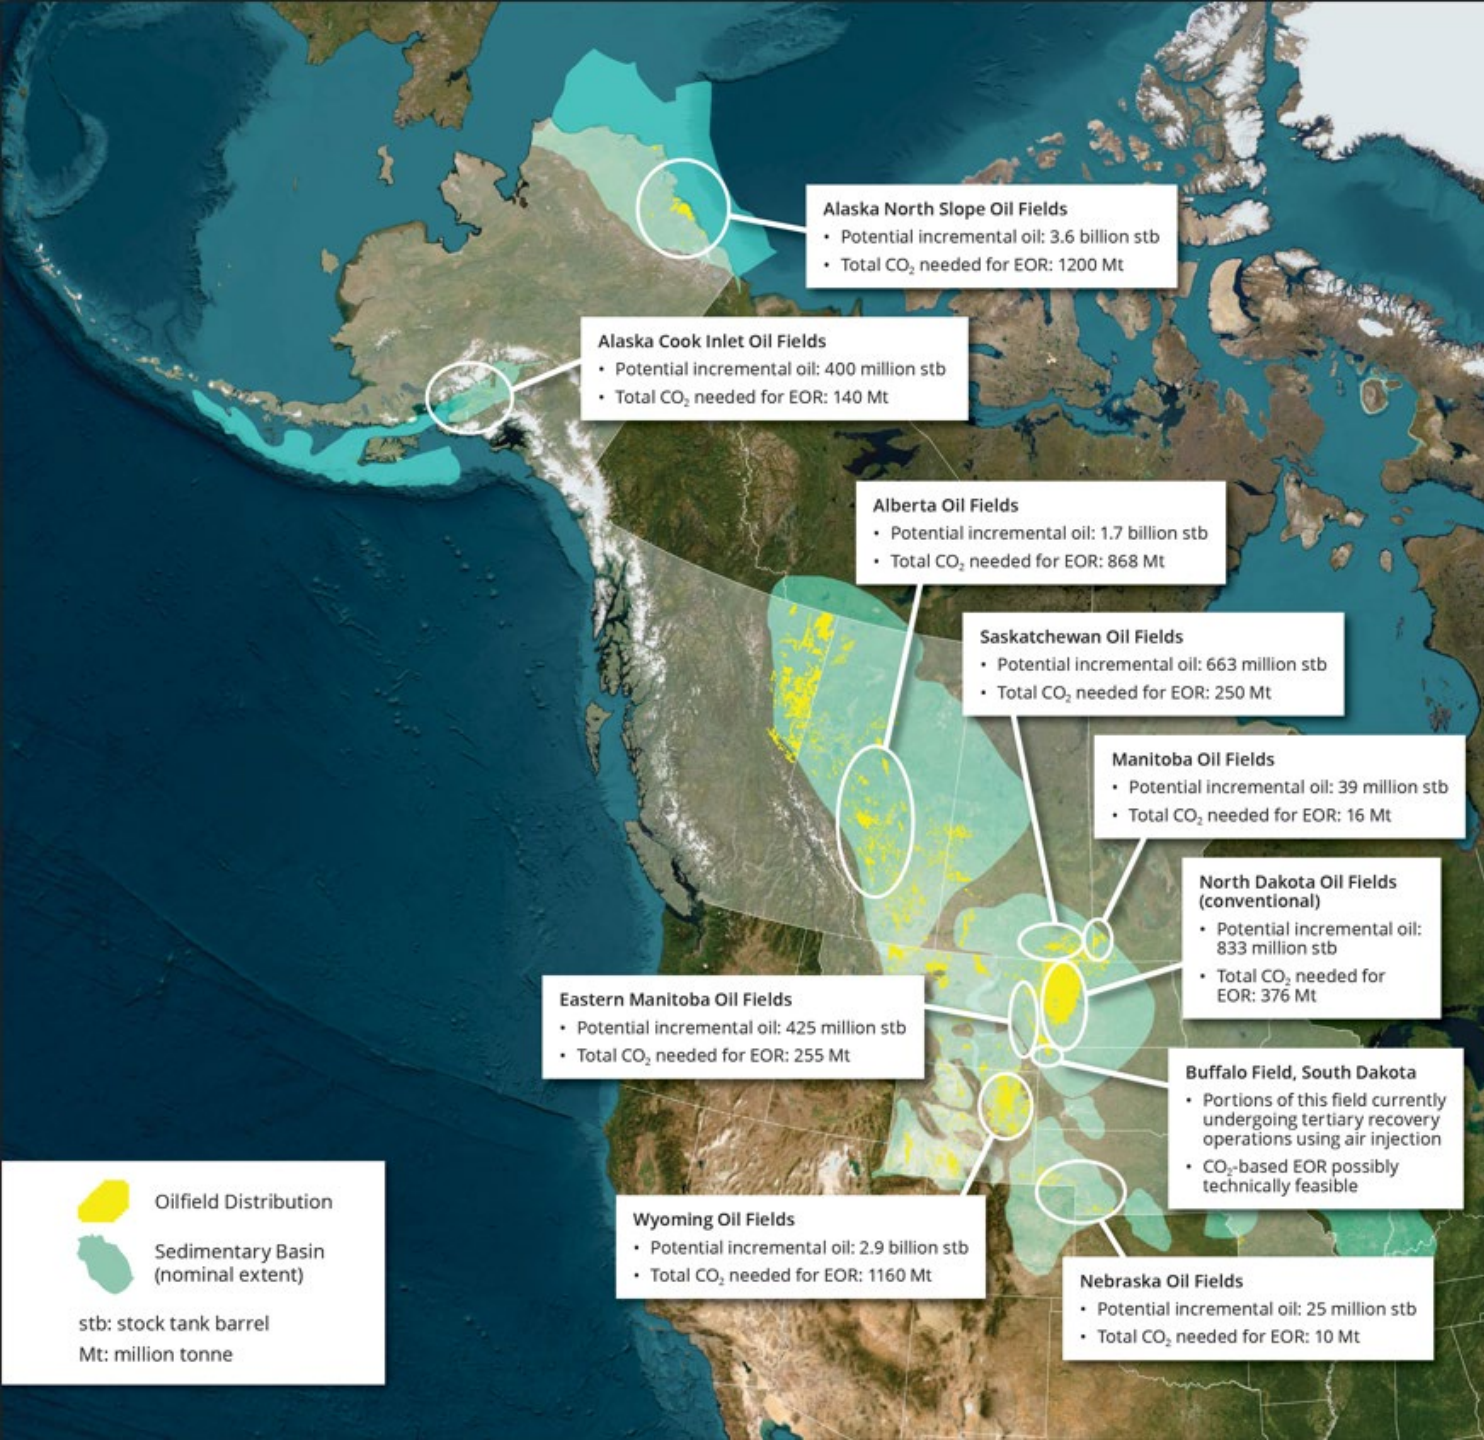 Alaska North Slope Oil Fields
• Potential incremental oil: 3.6 billion stb
• Total CO₂ needed for EOR: 1200 Mt
Alaska Cook Inlet Oil Fields
• Potential incremental oil: 400 million stb
• Total CO₂ needed for EOR: 140 Mt
Alberta Oil Fields
• Potential incremental oil: 1.7 billion stb
• Total CO₂ needed for EOR: 868 Mt
Saskatchewan Oil Fields
• Potential incremental oil: 663 million stb
• Total CO₂ needed for EOR: 250 Mt
Manitoba Oil Fields
• Potential incremental oil: 39 million stb
• Total CO₂ needed for EOR: 16 Mt
North Dakota Oil Fields
(conventional)
• Potential incremental oil:
833 million stb
• Total CO₂ needed for
EOR: 376 Mt
Eastern Manitoba Oil Fields
• Potential incremental oil: 425 million stb
• Total CO₂ needed for EOR: 255 Mt
Buffalo Field, South Dakota
• Portions of this field currently
undergoing tertiary recovery
operations using air injection
• CO₂-based EOR possibly
technically feasible
Wyoming Oil Fields
• Potential incremental oil: 2.9 billion stb
• Total CO₂ needed for EOR: 1160 Mt
Nebraska Oil Fields
• Potential incremental oil: 25 million stb
• Total CO₂ needed for EOR: 10 Mt
Oilfield Distribution
Sedimentary Basin
(nominal extent)
stb: stock tank barrel
Mt: million tonne